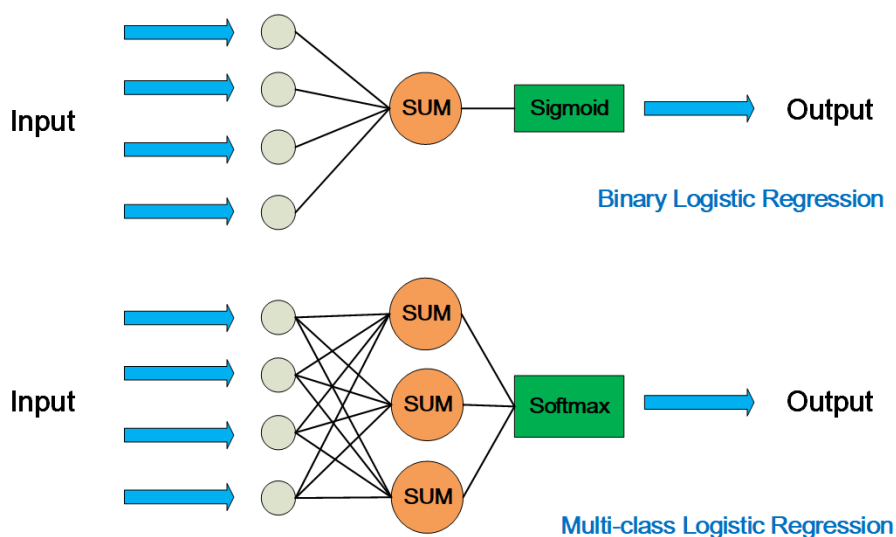 Input
SUM
Sigmoid
Output
Binary Logistic Regression
SUM
Input
SUM
Softmax
Output
SUM
Multi-class Logistic Regression